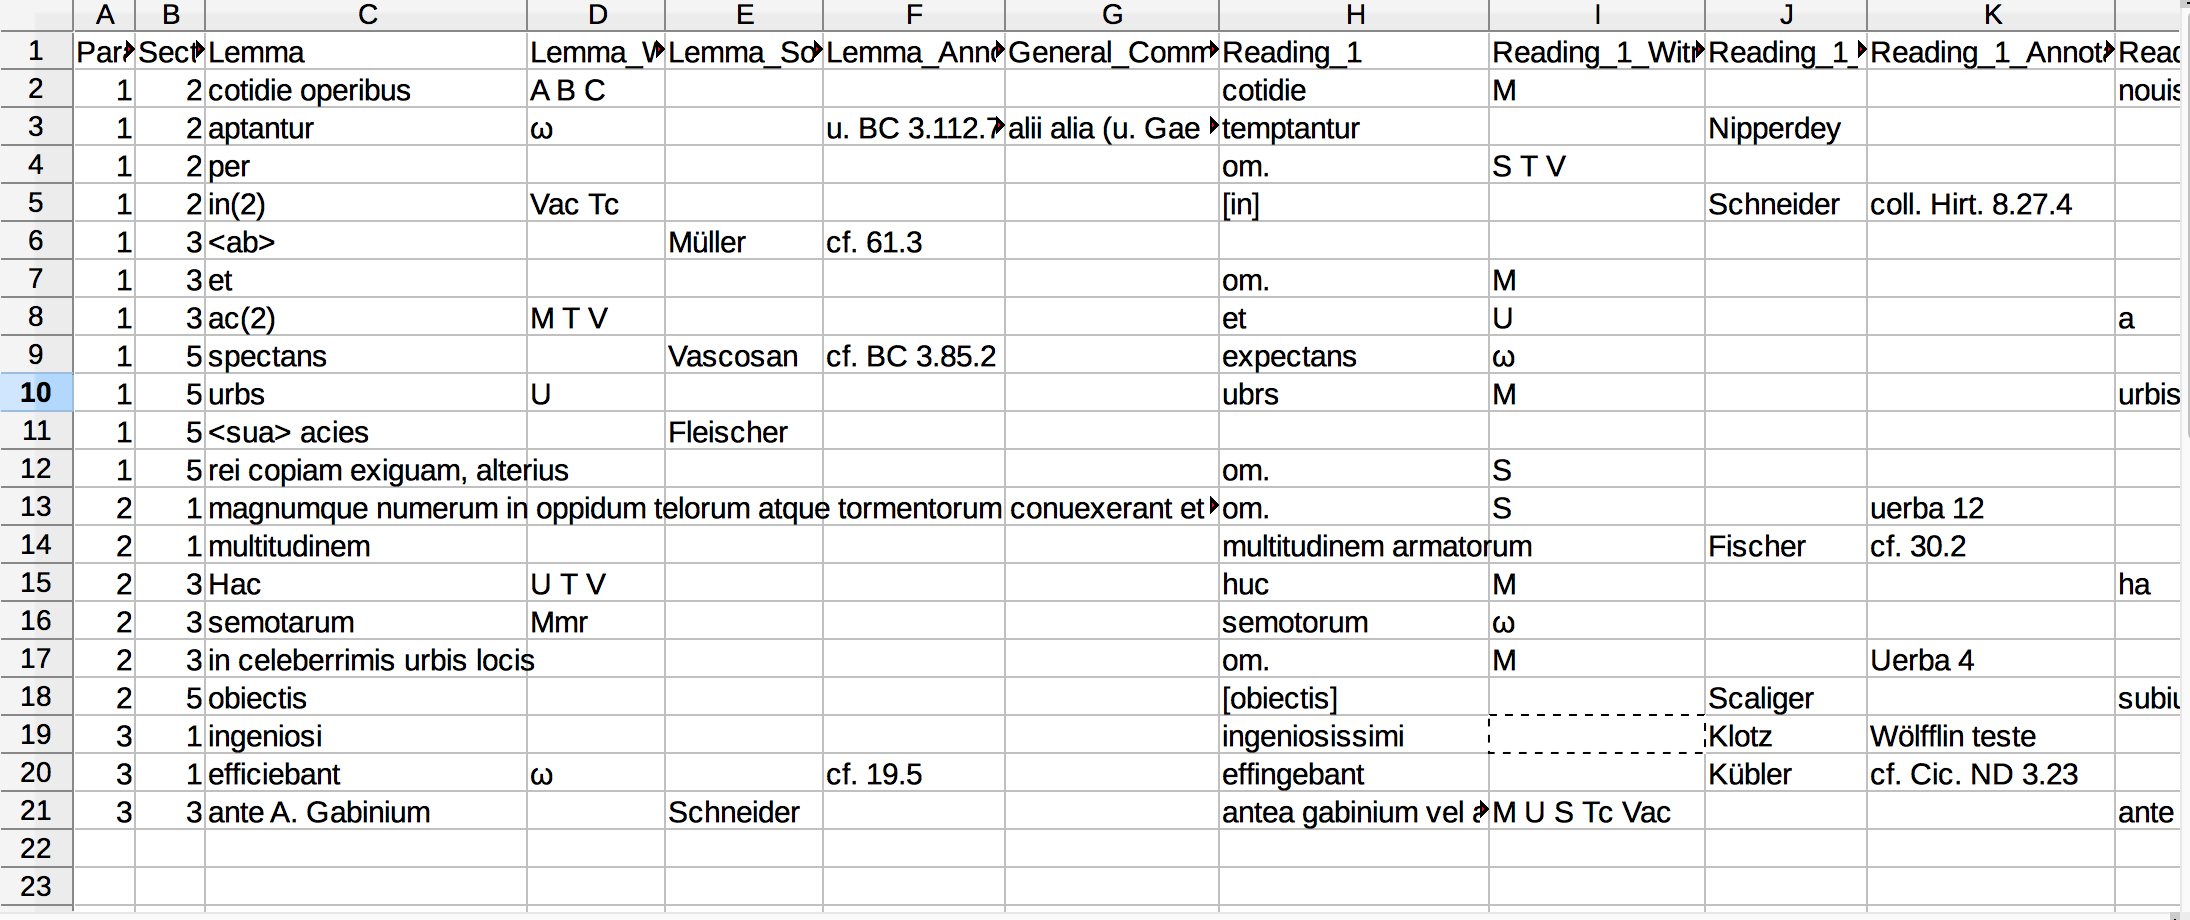 A B C D E F G H I J K
1 Para Sect Lemma Lemma_W Lemma_So Lemma_Anno General_Comm Reading_1 Reading_1_Witn Reading_1_ Reading_1_Annota Read
2 1 2 cotidie operibus A B C cotidie M nouis
3 1 2 aptantur ω u. BC 3.112.7 alii alia (u. Gae temptantur Nipperdey
4 1 2 per om. S T V
5 1 2 in(2) Vac Tc [in] Schneider coll. Hirt. 8.27.4
6 1 3 <ab> Müller cf. 61.3
7 1 3 et om. M
8 1 3 ac(2) M T V et U a
9 1 5 spectans Vascosan cf. BC 3.85.2 expectans ω
10 1 5 urbs U ubrs M urbis
11 1 5 <sua> acies Fleischer
12 1 5 rei copiam exiguam, alterius om. S
13 2 1 magnumque numerum in oppidum telorum atque tormentorum conuexerant et om. S uerba 12
14 2 1 multitudinem multitudinem armatorum Fischer cf. 30.2
15 2 3 Hac U T V huc M ha
16 2 3 semotarum Mmr semotorum ω
17 2 3 in celeberrimis urbis locis om. M Uerba 4
18 2 5 obiectis [obiectis] Scaliger subiu
19 3 1 ingeniosi ingeniosissimi Klotz Wölfflin teste
20 3 1 efficiebant ω cf. 19.5 effingebant Kübler cf. Cic. ND 3.23
21 3 3 ante A. Gabinium Schneider antea gabinium vel M U S Tc Vac ante
22
23